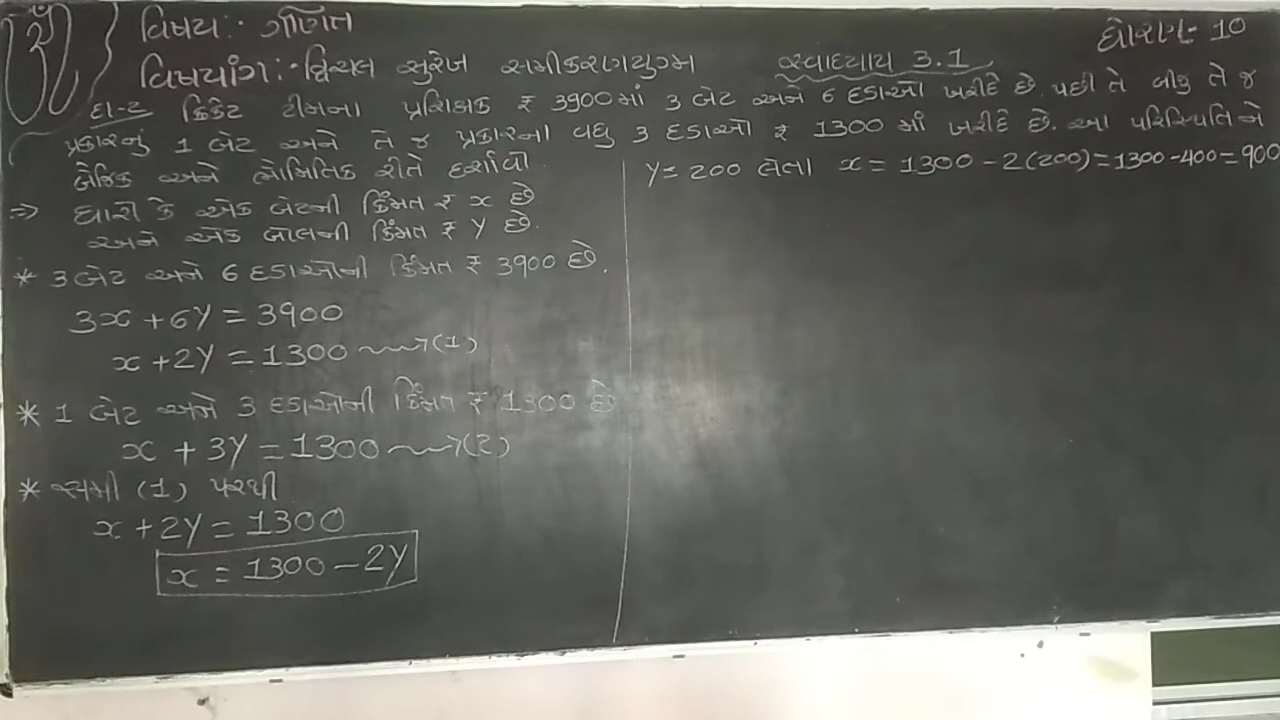 ૐ
વિષય:- ગણિત
ધોરણ- 10
વિષયાંગ:- દ્વિચલ સુરેખ સમીકરણયુગ્મ સ્વાધ્યાય 3.1
દા-2 ક્રિકેટ ટીમના પ્રશિક્ષક ₹ 3900માં 3 બેટ અને 6 દડાઓ ખરીદે છે. પછી તે બીજુ તે જ
પ્રકારનું 1 બેટ અને તે જ પ્રકારના વધુ 3 દડાઓ ₹ 1300 માં ખરીદે છે. આ પરિસ્થિતિને
બૈજિક અને ભૌમિતિક રીતે દર્શાવો.
⇒ ધારો કે એક બેટની કિંમત ₹ x છે
અને એક બોલની કિંમત ₹ y છે.
* 3 બેટ અને 6 દડાઓની કિંમત ₹ 3900 છે.
3x + 6y = 3900
x + 2y = 1300 ⟿ (1)
* 1 બેટ અને 3 દડાઓની કિંમત ₹ 1300 છે
x + 3y = 1300 ⟿ (2)
* સમી (1) પરથી
x + 2y = 1300
x = 1300 - 2y
y = 200 લેતા x = 1300 - 2(200) = 1300 - 400 = 900